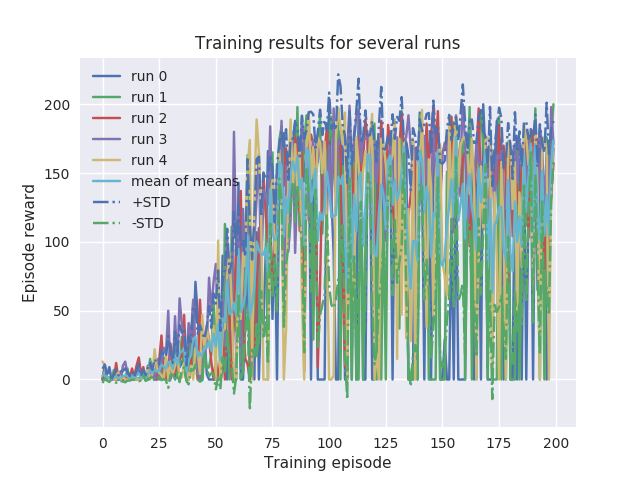 Training results for several runs
run 0
run 1
run 2
run 3
run 4
mean of means
+STD
-STD
200
150
100
50
0
Episode reward
0 25 50 75 100 125 150 175 200
Training episode